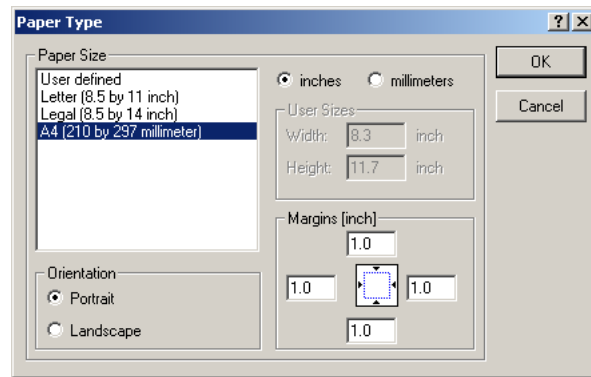 Paper Type
Paper Size
User defined
Letter (8.5 by 11 inch)
Legal (8.5 by 14 inch)
A4 (210 by 297 millimeter)
Orientation
Portrait
Landscape
inches millimeters
User Sizes
Width: 8.3 inch
Height: 11.7 inch
Margins [inch]
1.0
1.0 1.0
1.0
OK
Cancel